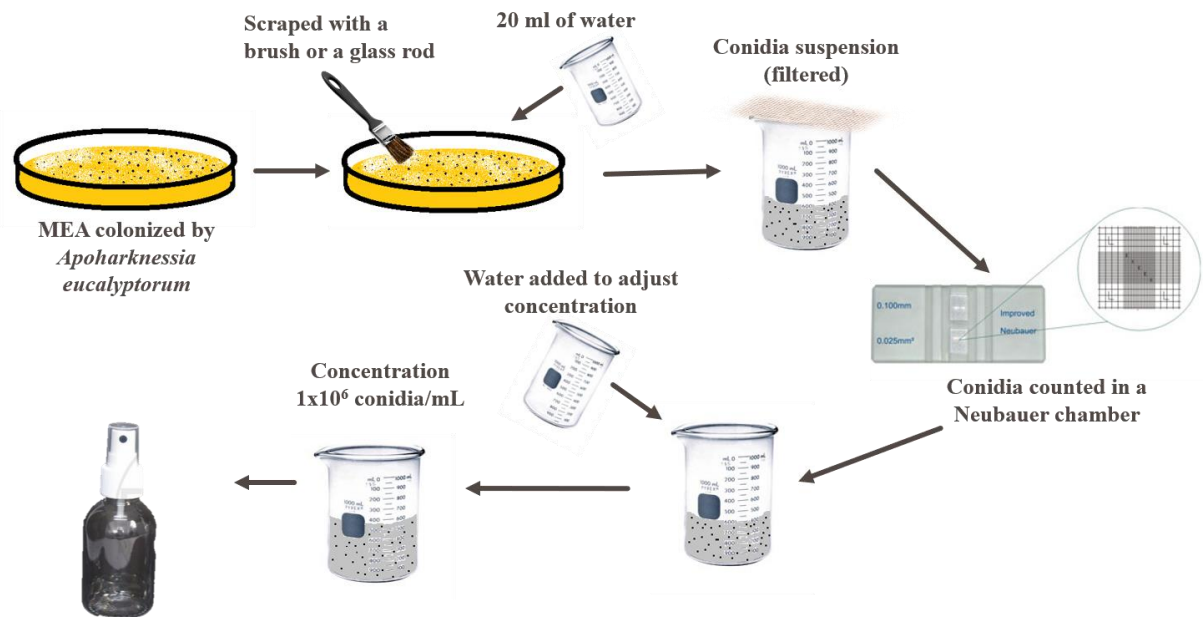 Scraped with a
brush or a glass rod
20 ml of water
Conidia suspension
(filtered)
MEA colonized by
Apoharknessia
eucalyptorum
0.100mm
Improved
Neubauer
0.025mm²
Conidia counted in a
Neubauer chamber
Water added to adjust
concentration
Concentration
1x10⁶ conidia/mL